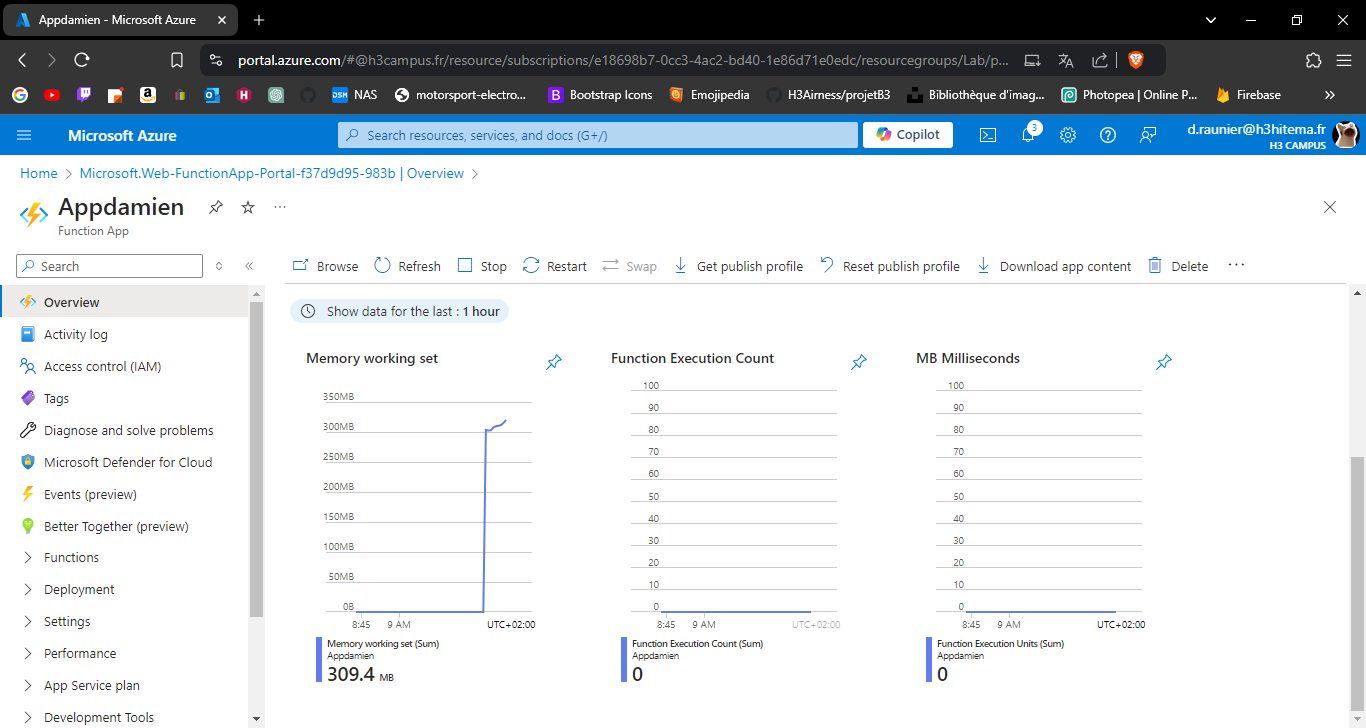 Appdamien - Microsoft Azure
portal.azure.com/#@h3campus.fr/resource/subscriptions/e18698b7-0cc3-4ac2-bd40-1e86d71e0edc/resourcegroups/Lab/p...
NAS motorsport-electro... Bootstrap Icons Emojipedia H3Airness/projetB3 Bibliothèque d'imag... Photopea | Online P... Firebase
Microsoft Azure
Search resources, services, and docs (G+/)
Copilot
3
d.raunier@h3hitema.fr
H3 CAMPUS
Home > Microsoft.Web-FunctionApp-Portal-f37d9d95-983b | Overview >
Appdamien
Function App
Search
Browse Refresh Stop Restart Swap Get publish profile Reset publish profile Download app content Delete
Overview
Activity log
Access control (IAM)
Tags
Diagnose and solve problems
Microsoft Defender for Cloud
Events (preview)
Better Together (preview)
Functions
Deployment
Settings
Performance
App Service plan
Development Tools
Show data for the last : 1 hour
Memory working set
350MB
300MB
250MB
200MB
150MB
100MB
50MB
0B
8:45 9 AM UTC+02:00
Memory working set (Sum)
Appdamien
309.4 MB
Function Execution Count
100
90
80
70
60
50
40
30
20
10
0
8:45 9 AM UTC+02:00
Function Execution Count (Sum)
Appdamien
0
MB Milliseconds
100
90
80
70
60
50
40
30
20
10
0
8:45 9 AM UTC+02:00
Function Execution Units (Sum)
Appdamien
0